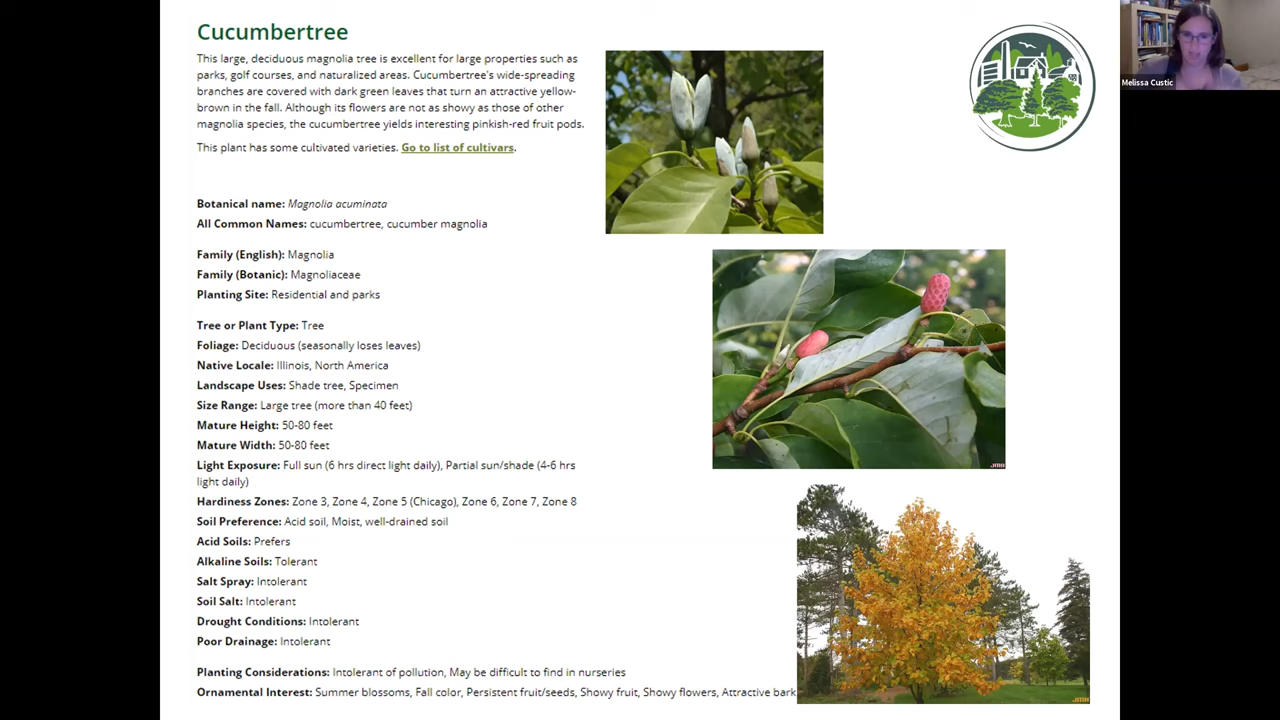 Cucumbertree
This large, deciduous magnolia tree is excellent for large properties such as
parks, golf courses, and naturalized areas. Cucumbertree's wide-spreading
branches are covered with dark green leaves that turn an attractive yellow-
brown in the fall. Although its flowers are not as showy as those of other
magnolia species, the cucumbertree yields interesting pinkish-red fruit pods.
This plant has some cultivated varieties. Go to list of cultivars.
Botanical name: Magnolia acuminata
All Common Names: cucumbertree, cucumber magnolia
Family (English): Magnolia
Family (Botanic): Magnoliaceae
Planting Site: Residential and parks
Tree or Plant Type: Tree
Foliage: Deciduous (seasonally loses leaves)
Native Locale: Illinois, North America
Landscape Uses: Shade tree, Specimen
Size Range: Large tree (more than 40 feet)
Mature Height: 50-80 feet
Mature Width: 50-80 feet
Light Exposure: Full sun (6 hrs direct light daily), Partial sun/shade (4-6 hrs
light daily)
Hardiness Zones: Zone 3, Zone 4, Zone 5 (Chicago), Zone 6, Zone 7, Zone 8
Soil Preference: Acid soil, Moist, well-drained soil
Acid Soils: Prefers
Alkaline Soils: Tolerant
Salt Spray: Intolerant
Soil Salt: Intolerant
Drought Conditions: Intolerant
Poor Drainage: Intolerant
Planting Considerations: Intolerant of pollution, May be difficult to find in nurseries
Ornamental Interest: Summer blossoms, Fall color, Persistent fruit/seeds, Showy fruit, Showy flowers, Attractive bark
Melissa Custic